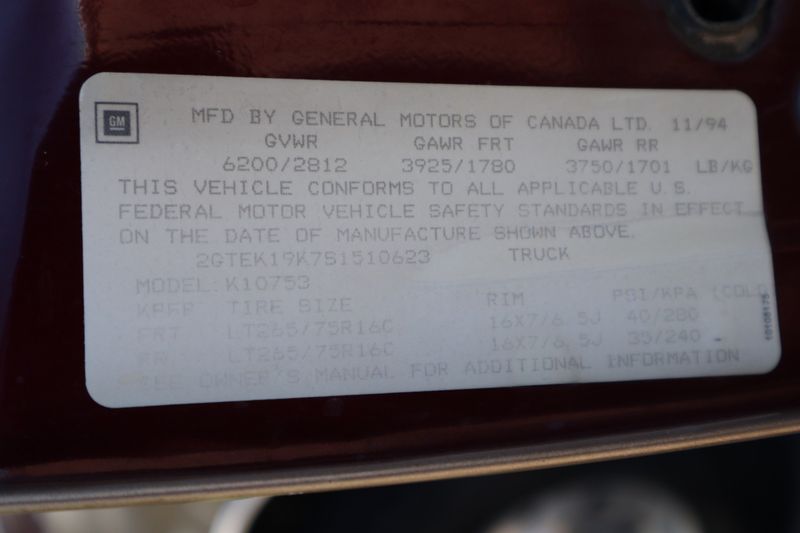 GM
MFD BY GENERAL MOTORS OF CANADA LTD. 11/94
GVWR GAWR FRT GAWR RR
6200/2812 3925/1780 3750/1701 LB/KG
THIS VEHICLE CONFORMS TO ALL APPLICABLE U.S.
FEDERAL MOTOR VEHICLE SAFETY STANDARDS IN EFFECT
ON THE DATE OF MANUFACTURE SHOWN ABOVE.
2GTEK19K7S1510623 TRUCK
MODEL: K10753
TIRE SIZE RIM PSI/KPA (COLD
FRT LT265/75R16C 16X7/6.5J 40/280
RR LT265/75R16C 16X7/6.5J 35/240
SEE OWNER'S MANUAL FOR ADDITIONAL INFORMATION